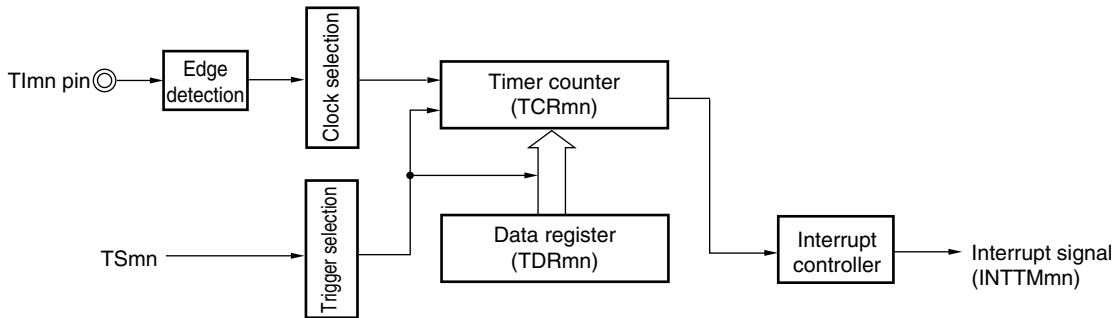 TImn pin
Edge
detection
Clock selection
Timer counter
(TCRmn)
TSmn
Trigger selection
Data register
(TDRmn)
Interrupt
controller
Interrupt signal
(INTTMmn)